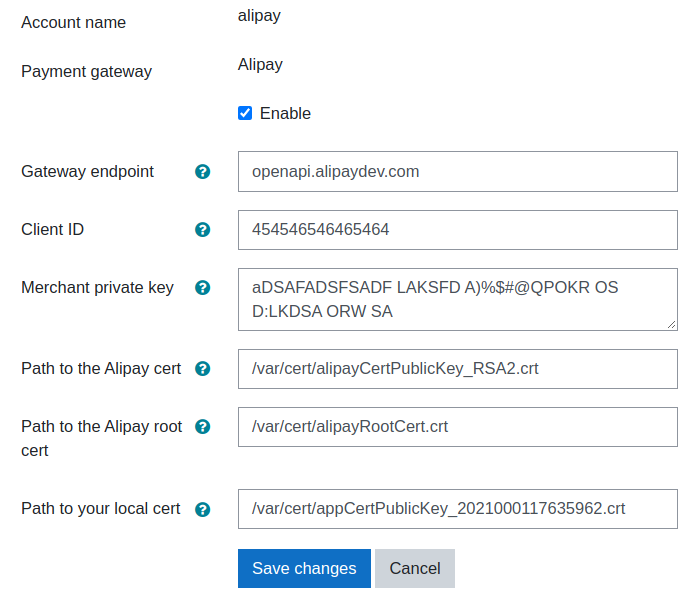 Account name alipay
Payment gateway Alipay
Enable
Gateway endpoint openapi.alipaydev.com
Client ID 454546546465464
Merchant private key aDSAFADSFSADF LAKSFD A)%$#@QPOKR OS
D:LKDSA ORW SA
Path to the Alipay cert /var/cert/alipayCertPublicKey_RSA2.crt
Path to the Alipay root /var/cert/alipayRootCert.crt
cert
Path to your local cert /var/cert/appCertPublicKey_2021000117635962.crt
Save changes Cancel